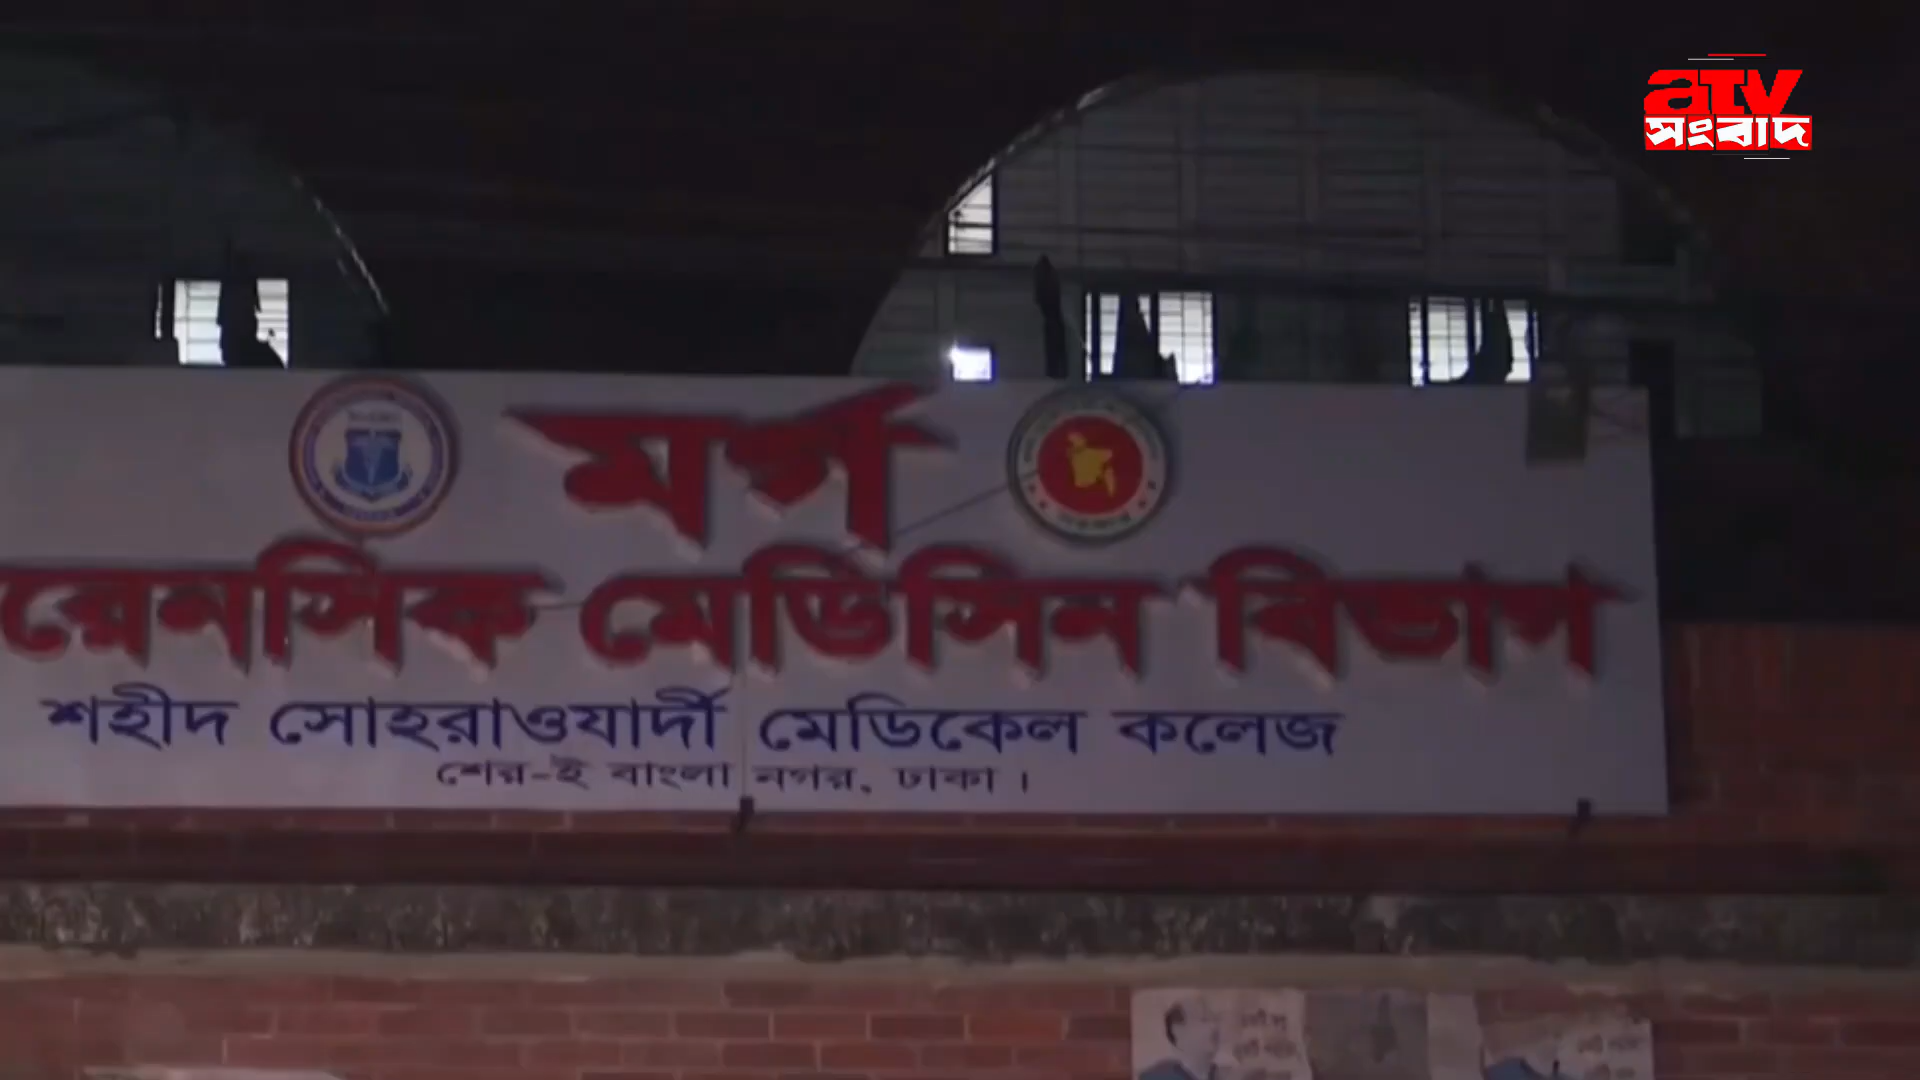 aTV
সংবাদ
মর্গ
রেনসিক মেডিসিন বিভাগ
শহীদ সোহরাওয়ার্দী মেডিকেল কলেজ
শের-ই বাংলা নগর, ঢাকা।